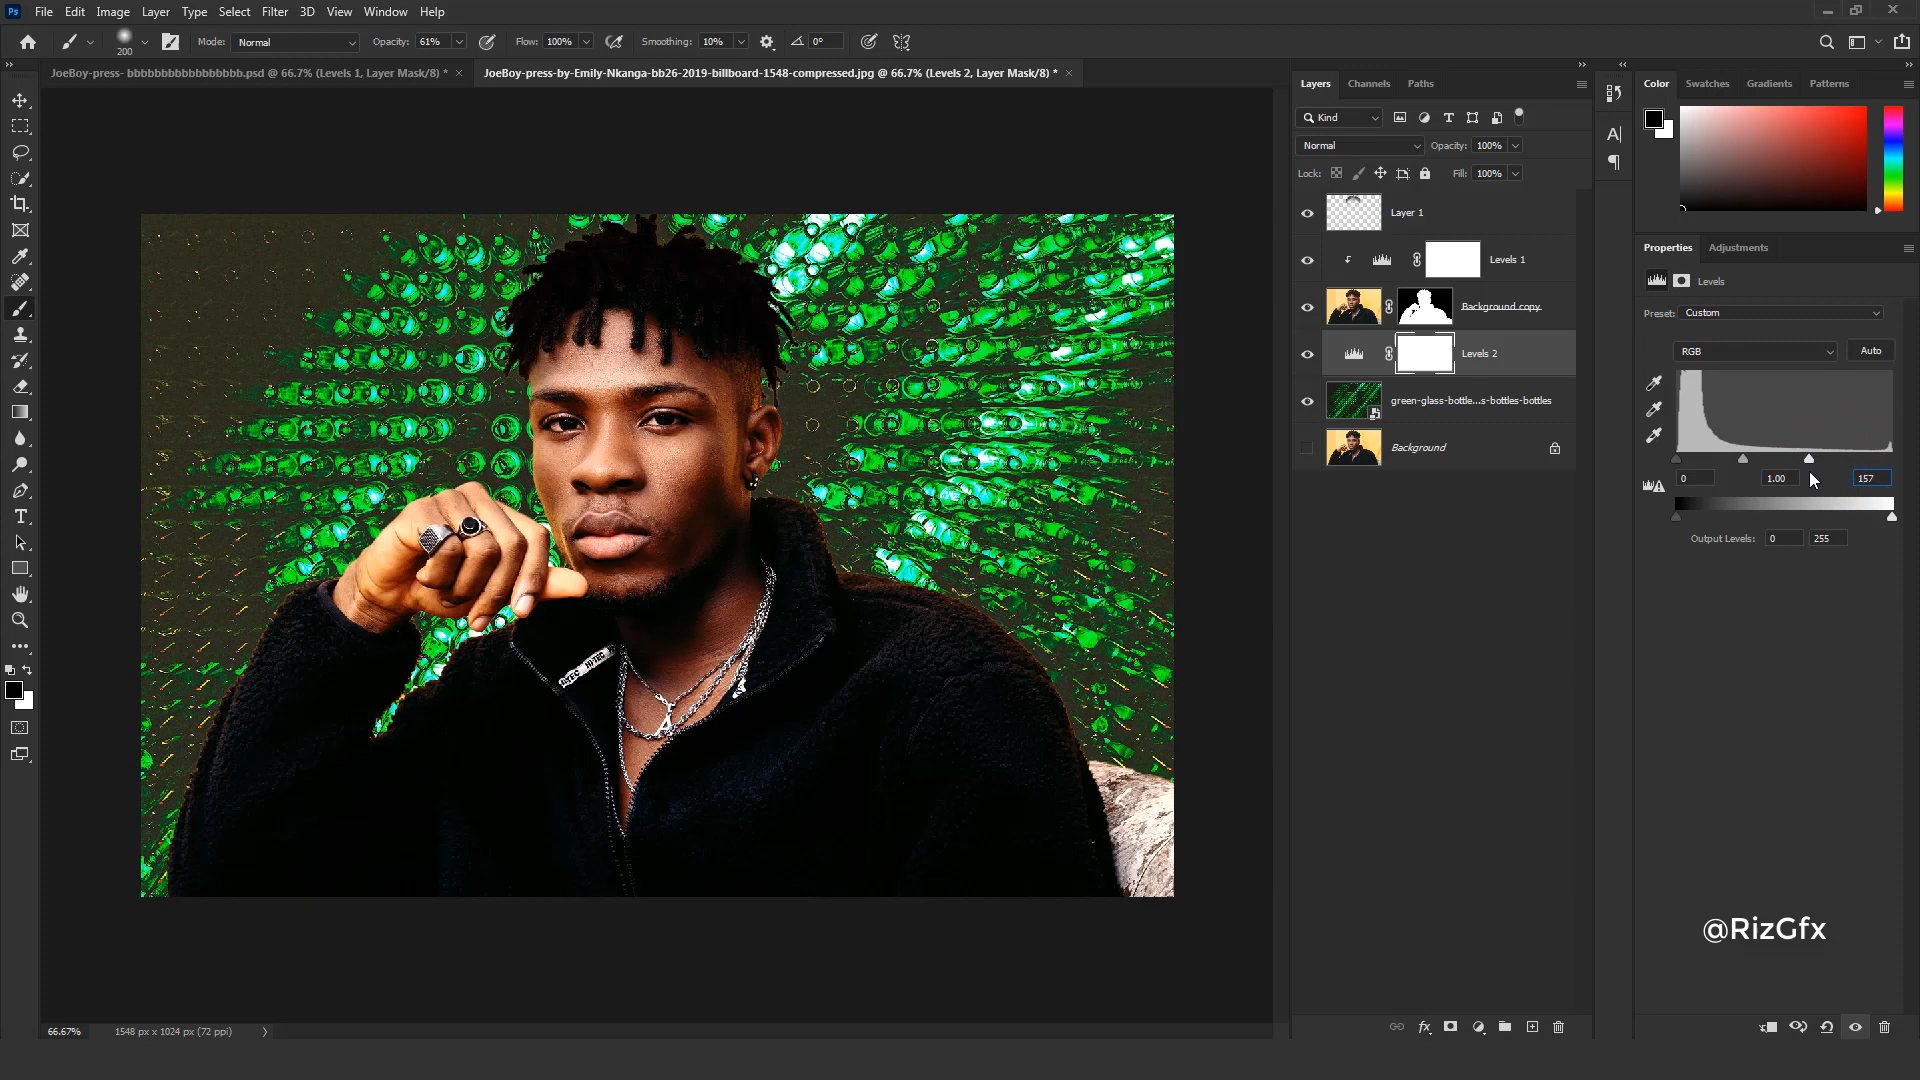 Ps File Edit Image Layer Type Select Filter 3D View Window Help
200 Mode: Normal Opacity: 61% Flow: 100% Smoothing: 10% 0°
JoeBoy-press- bbbbbbbbbbbbbbbbb.psd @ 66.7% (Levels 1, Layer Mask/8) * ×
JoeBoy-press-by-Emily-Nkanga-bb26-2019-billboard-1548-compressed.jpg @ 66.7% (Levels 2, Layer Mask/8) * ×
Layers Channels Paths
Kind
Normal Opacity: 100%
Lock: Fill: 100%
Layer 1
Levels 1
Background copy
Levels 2
green-glass-bottle...s-bottles-bottles
Background
Color Swatches Gradients Patterns
Properties Adjustments
Levels
Preset: Custom
RGB Auto
0 1.00 157
Output Levels: 0 255
@RizGfx
66.67% 1548 px x 1024 px (72 ppi)